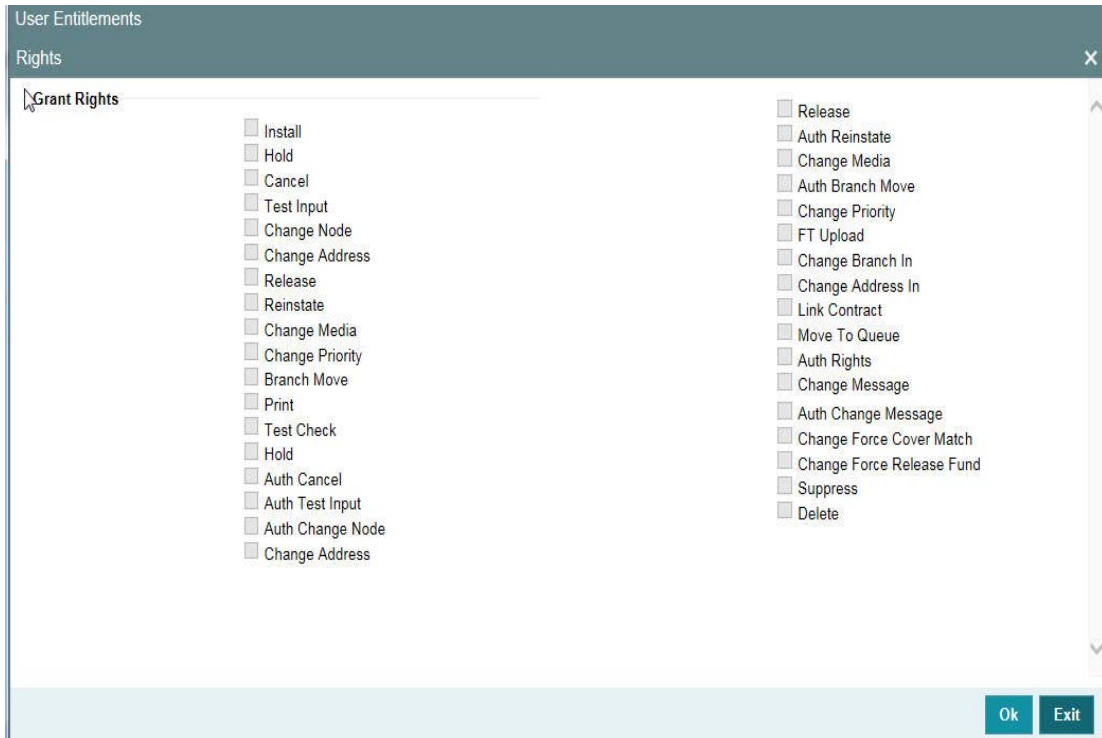 User Entitlements
Rights
Grant Rights
Install
Hold
Cancel
Test Input
Change Node
Change Address
Release
Reinstate
Change Media
Change Priority
Branch Move
Print
Test Check
Hold
Auth Cancel
Auth Test Input
Auth Change Node
Change Address
Release
Auth Reinstate
Change Media
Auth Branch Move
Change Priority
FT Upload
Change Branch In
Change Address In
Link Contract
Move To Queue
Auth Rights
Change Message
Auth Change Message
Change Force Cover Match
Change Force Release Fund
Suppress
Delete
Ok Exit